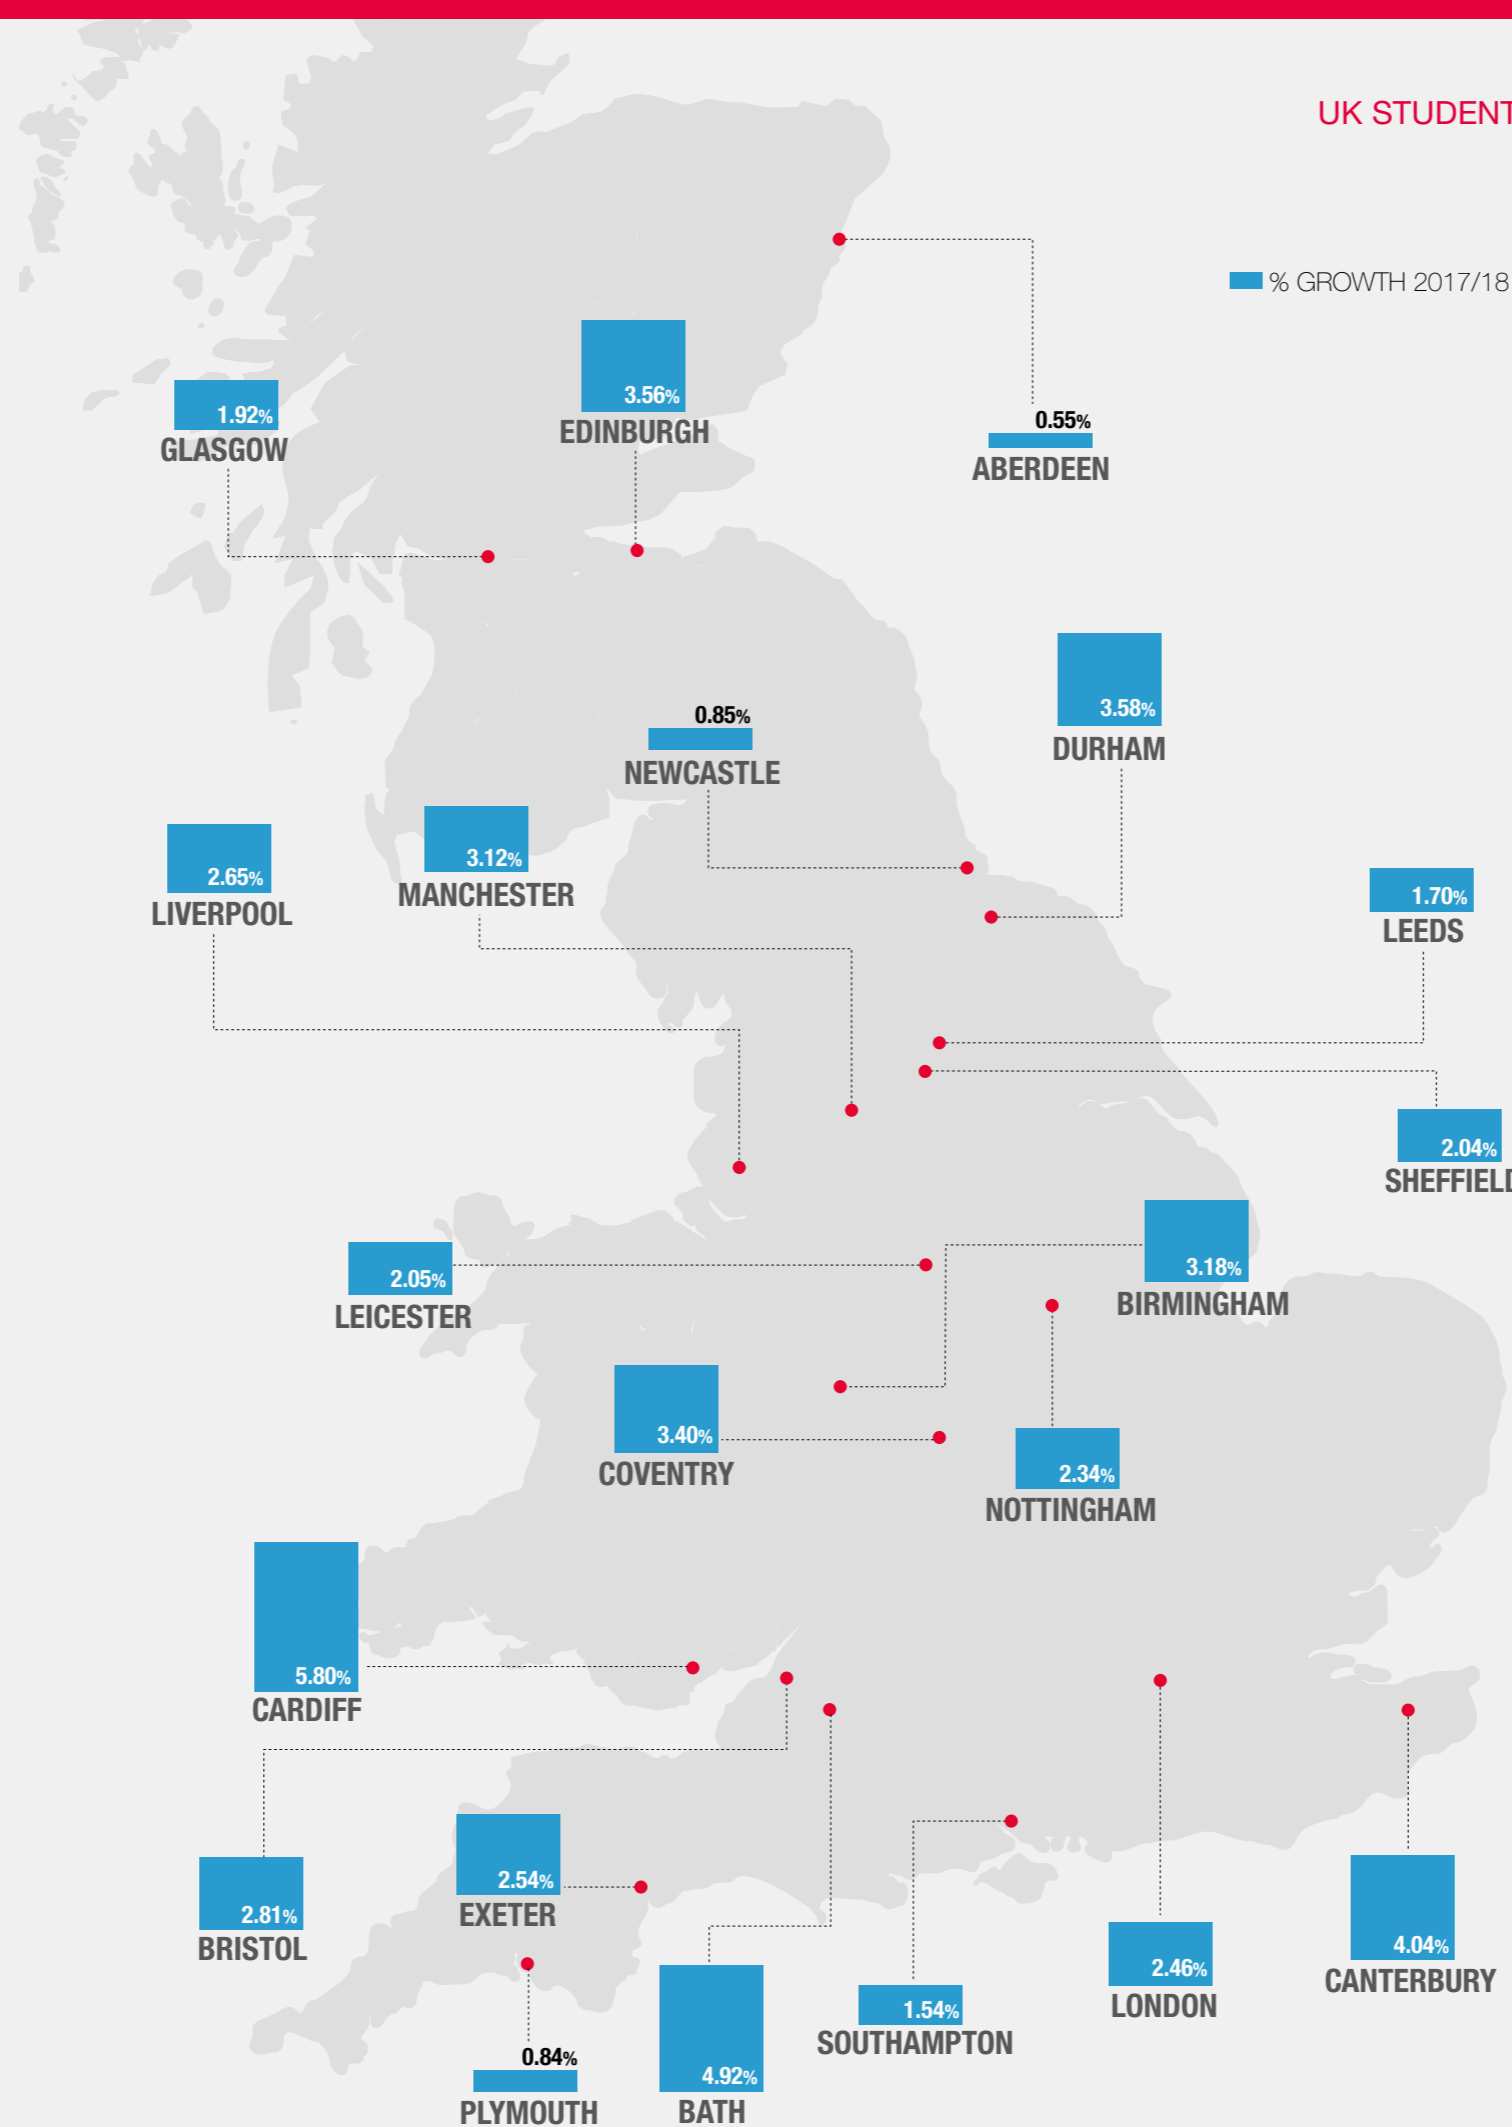 UK STUDENT
% GROWTH 2017/18
3.56%
EDINBURGH
1.92%
GLASGOW
0.55%
ABERDEEN
3.58%
DURHAM
0.85%
NEWCASTLE
3.12%
MANCHESTER
2.65%
LIVERPOOL
1.70%
LEEDS
2.04%
SHEFFIELD
2.05%
LEICESTER
3.18%
BIRMINGHAM
3.40%
COVENTRY
2.34%
NOTTINGHAM
5.80%
CARDIFF
2.81%
BRISTOL
2.54%
EXETER
0.84%
PLYMOUTH
4.92%
BATH
1.54%
SOUTHAMPTON
2.46%
LONDON
4.04%
CANTERBURY